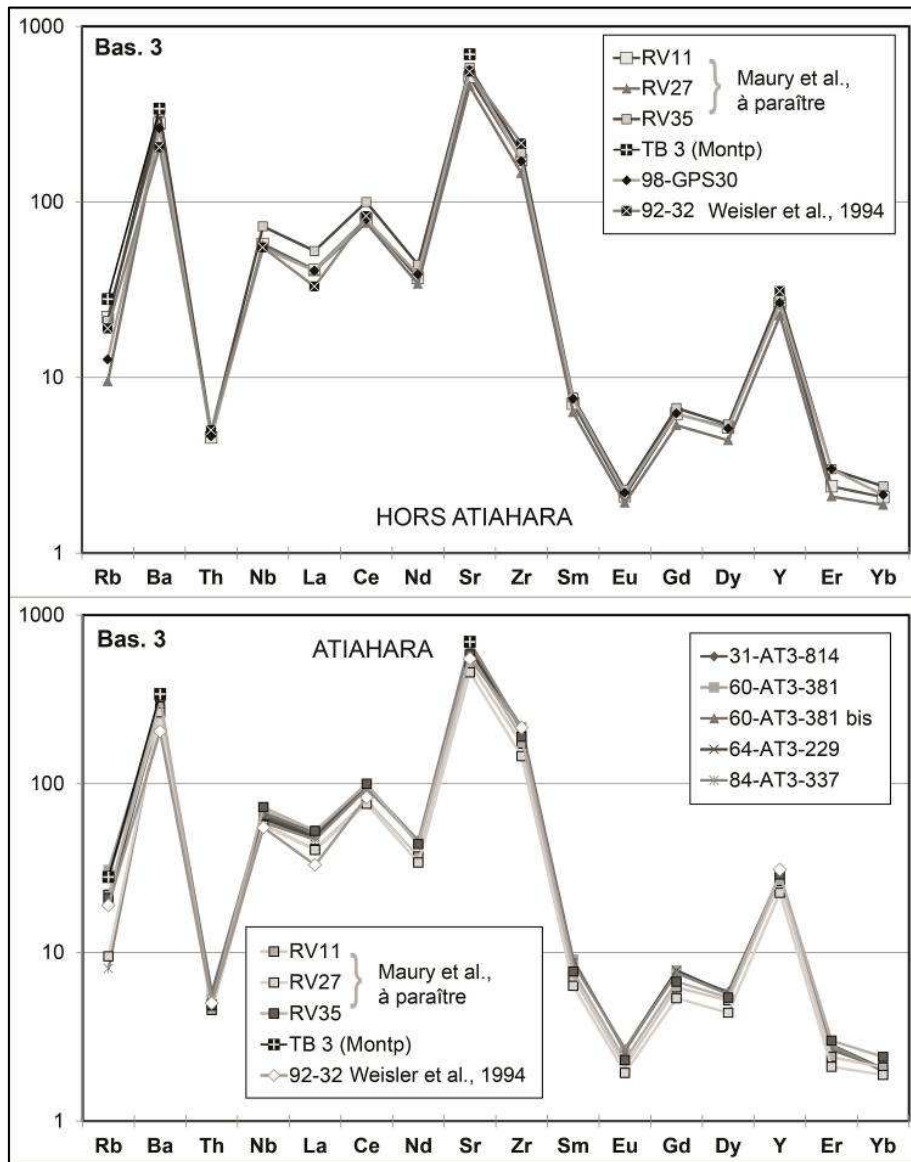 1000
100
10
1
Bas. 3
RV11
RV27
RV35
Maury et al.,
à paraître
TB 3 (Montp)
98-GPS30
92-32 Weisler et al., 1994
HORS ATIAHARA
Rb Ba Th Nb La Ce Nd Sr Zr Sm Eu Gd Dy Y Er Yb
1000
100
10
1
Bas. 3
ATIAHARA
31-AT3-814
60-AT3-381
60-AT3-381 bis
64-AT3-229
84-AT3-337
RV11
RV27
RV35
Maury et al.,
à paraître
TB 3 (Montp)
92-32 Weisler et al., 1994
Rb Ba Th Nb La Ce Nd Sr Zr Sm Eu Gd Dy Y Er Yb